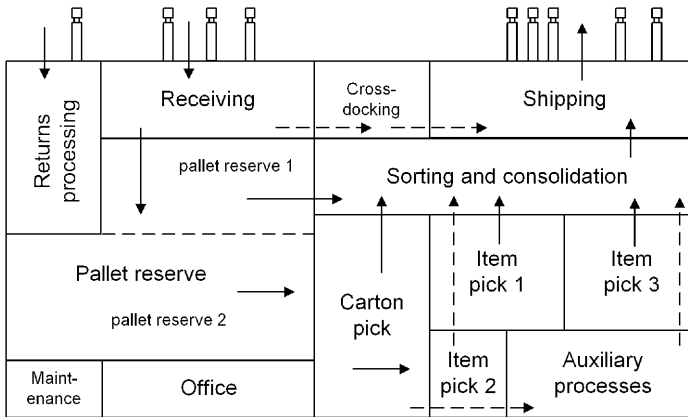 Returns
processing
Receiving
Cross-
docking
Shipping
pallet reserve 1
Sorting and consolidation
Pallet reserve
pallet reserve 2
Carton
pick
Item
pick 1
Item
pick 3
Item
pick 2
Auxiliary
processes
Maint-
enance
Office